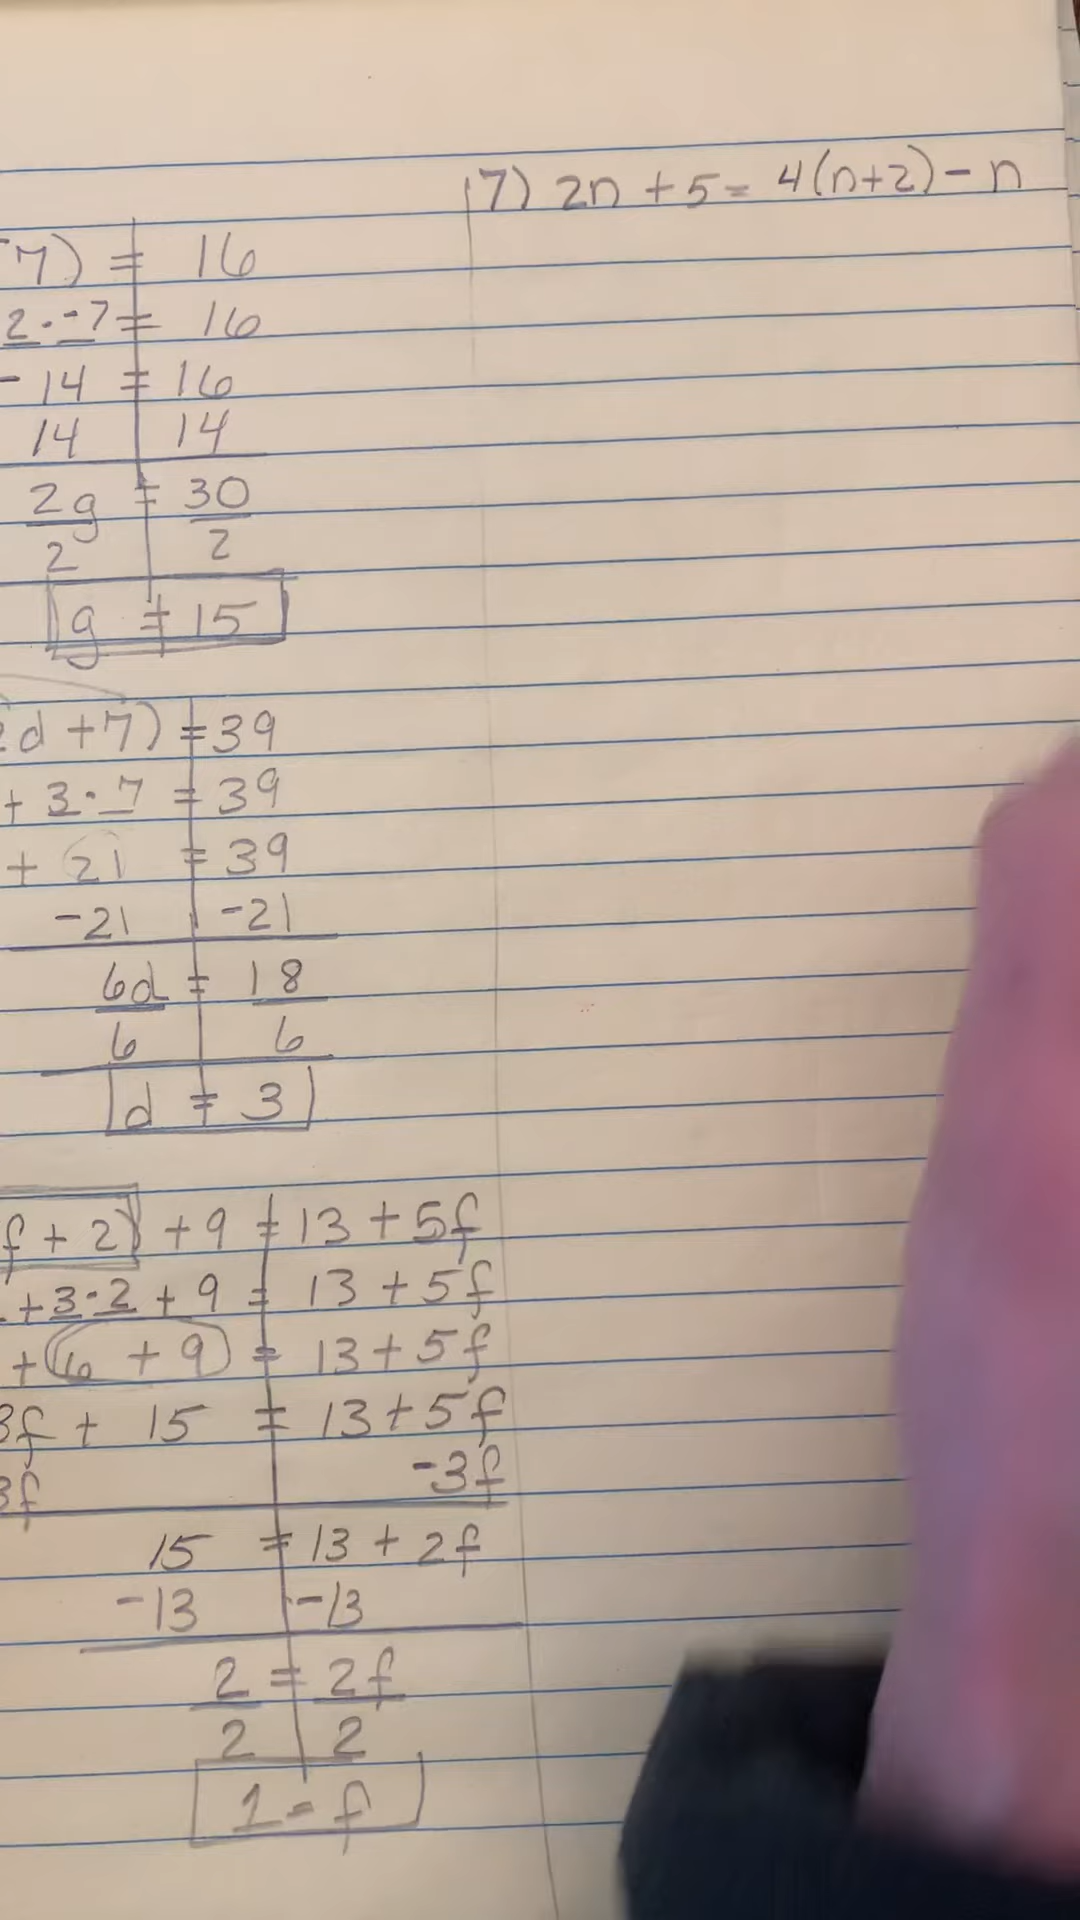 7) 2n + 5 = 4(n+2) - n
-7) = 16
2·-7 = 16
- 14 = 16
14 14
2g = 30
2 2
g = 15
2d + 7) = 39
+ 3·7 = 39
+ 21 = 39
-21 -21
6d = 18
6 6
d = 3
f + 2) + 9 = 13 + 5f
+ 3·2 + 9 = 13 + 5f
+ (6 + 9) = 13 + 5f
3f + 15 = 13 + 5f
3f -3f
15 = 13 + 2f
-13 -13
2 = 2f
2 2
1 = f